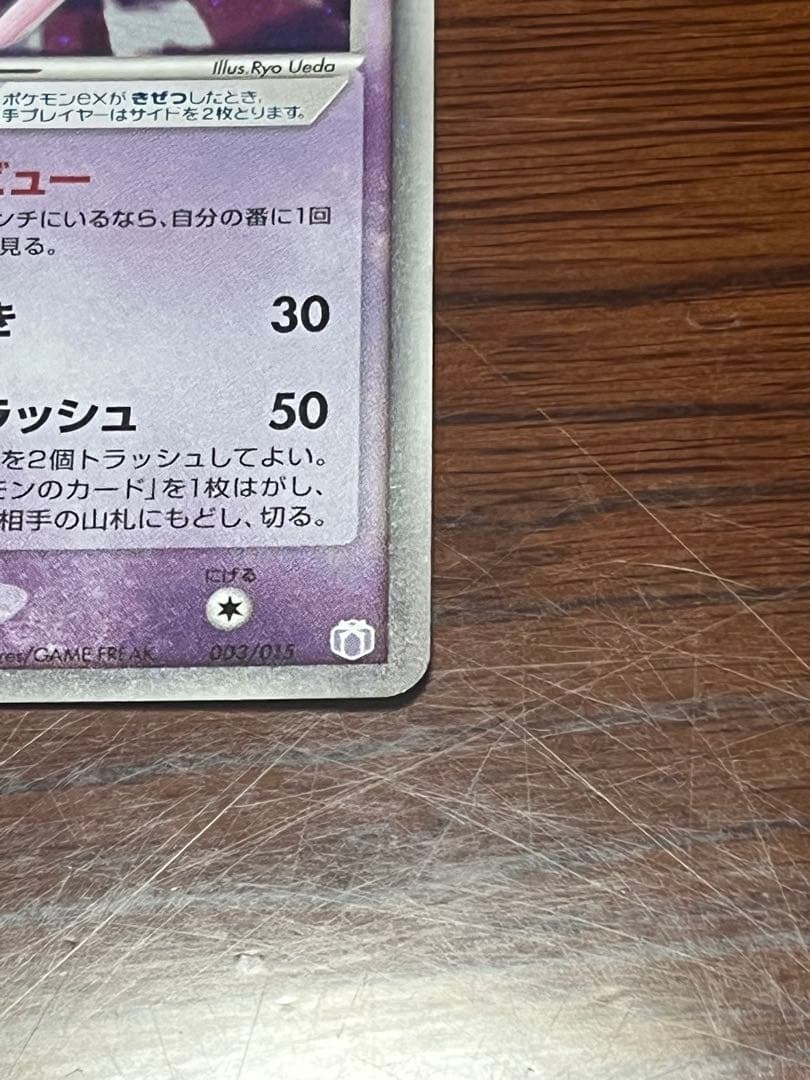 Illus.Ryo Ueda
ポケモンexが きぜつしたとき、
手プレイヤーはサイドを2枚とります。
ビュー
ンチにいるなら、自分の番に1回
見る。
き 30
ラッシュ 50
を2個トラッシュしてよい。
モンのカード」を1枚はがし、
相手の山札にもどし、切る。
にげる
res/GAME FREAK 003/015